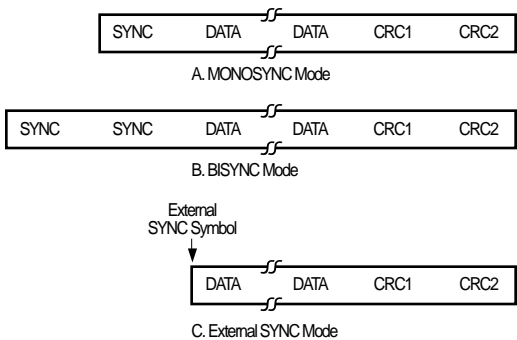 SYNC DATA DATA CRC1 CRC2
A. MONOSYNC Mode
SYNC SYNC DATA DATA CRC1 CRC2
B. BISYNC Mode
External
SYNC Symbol
DATA DATA CRC1 CRC2
C. External SYNC Mode